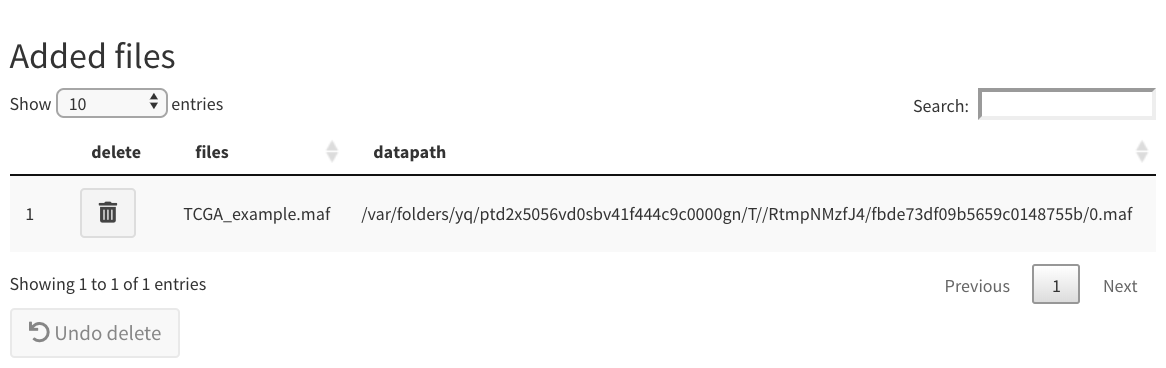 Added files
Show 10 entries
Search:
delete files datapath
1 TCGA_example.maf /var/folders/yq/ptd2x5056vd0sbv41f444c9c0000gn/T//RtmpNMzfJ4/fbde73df09b5659c0148755b/0.maf
Showing 1 to 1 of 1 entries
Previous 1 Next
Undo delete